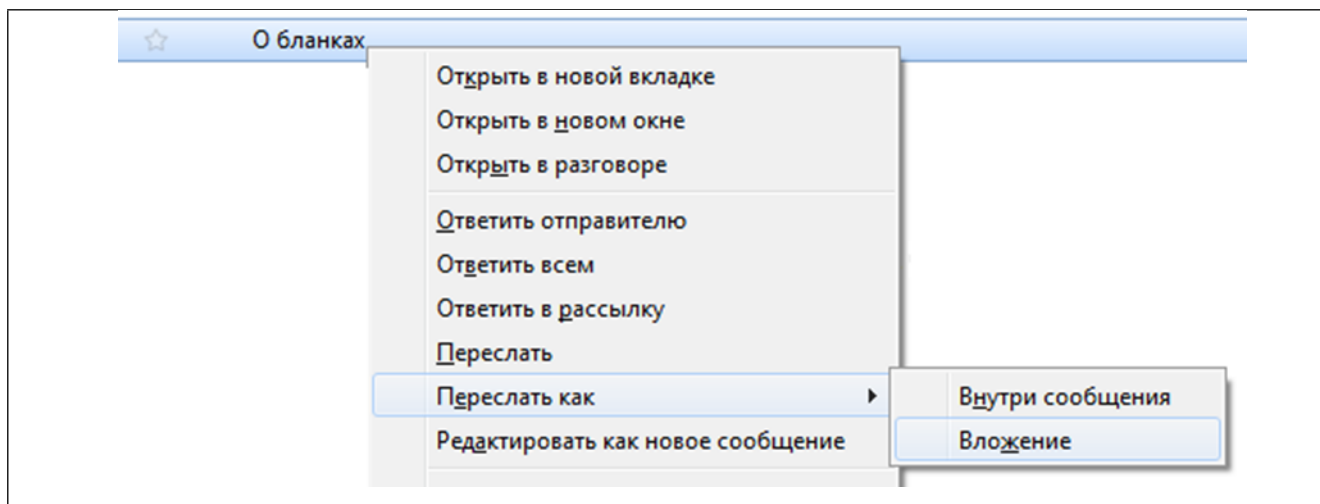 О бланках
Открыть в новой вкладке
Открыть в новом окне
Открыть в разговоре
Ответить отправителю
Ответить всем
Ответить в рассылку
Переслать
Переслать как
Внутри сообщения
Редактировать как новое сообщение
Вложение